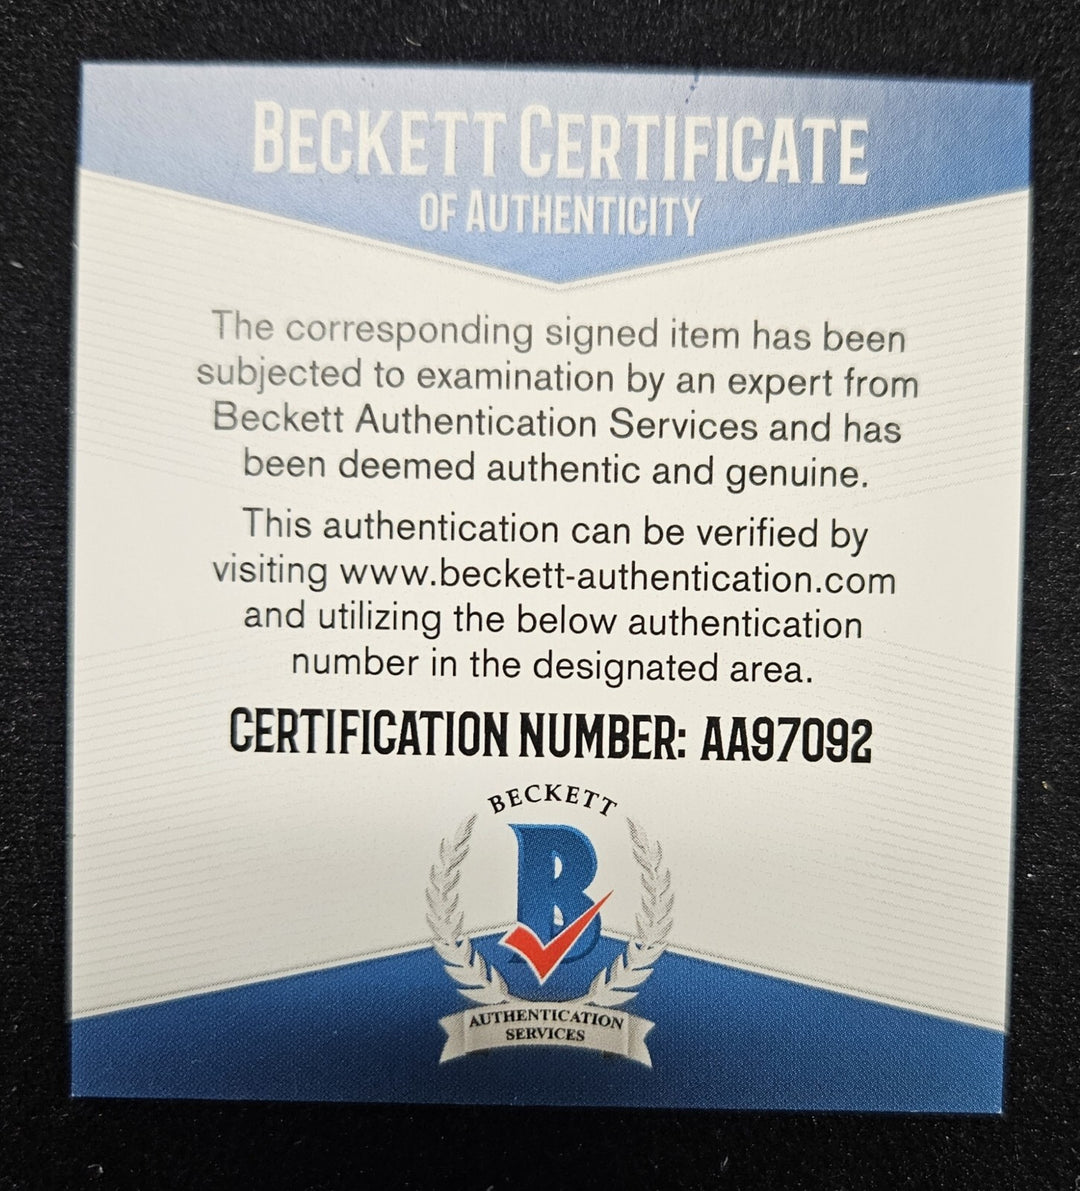 BECKETT CERTIFICATE
OF AUTHENTICITY
The corresponding signed item has been
subjected to examination by an expert from
Beckett Authentication Services and has
been deemed authentic and genuine.
This authentication can be verified by
visiting www.beckett-authentication.com
and utilizing the below authentication
number in the designated area.
CERTIFICATION NUMBER: AA97092
BECKETT
B
AUTHENTICATION
SERVICES